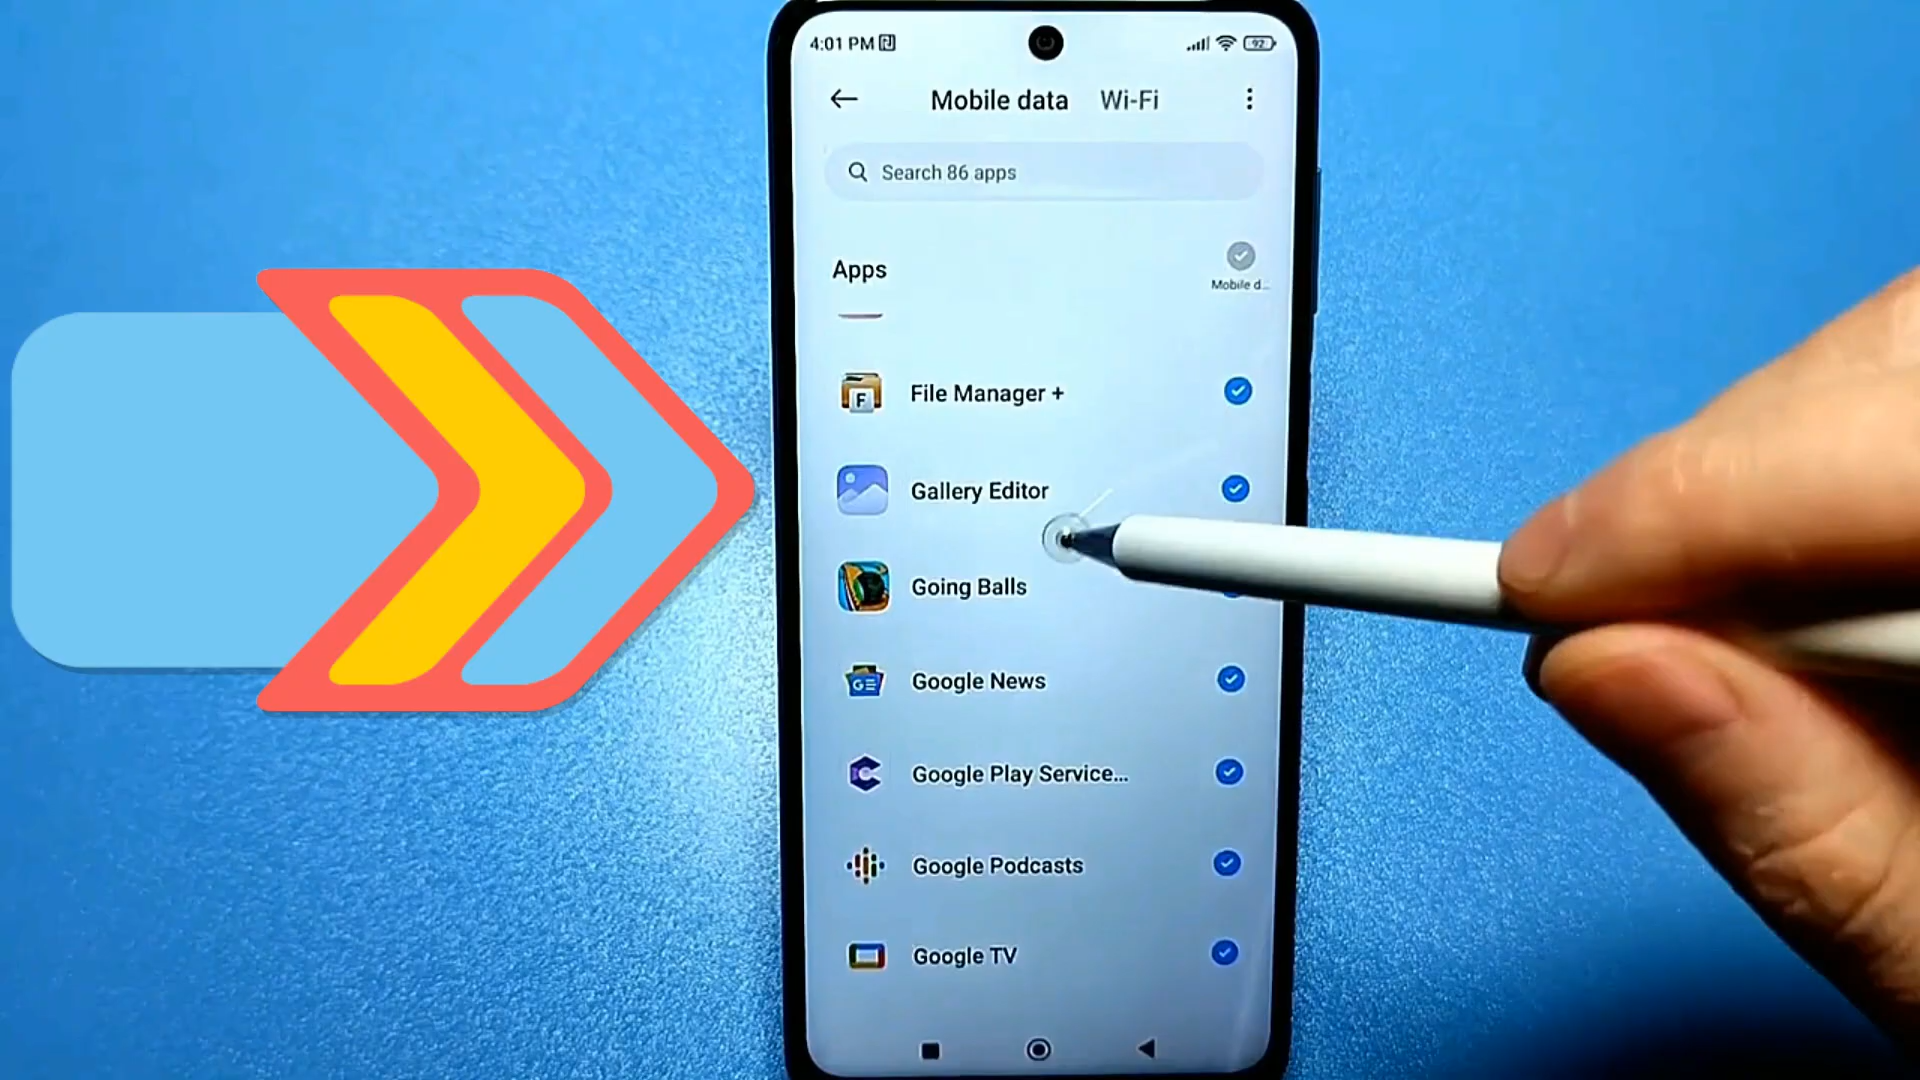 4:01 PM
92
Mobile data Wi-Fi
Search 86 apps
Apps
Mobile d...
File Manager +
Gallery Editor
Going Balls
Google News
Google Play Service...
Google Podcasts
Google TV